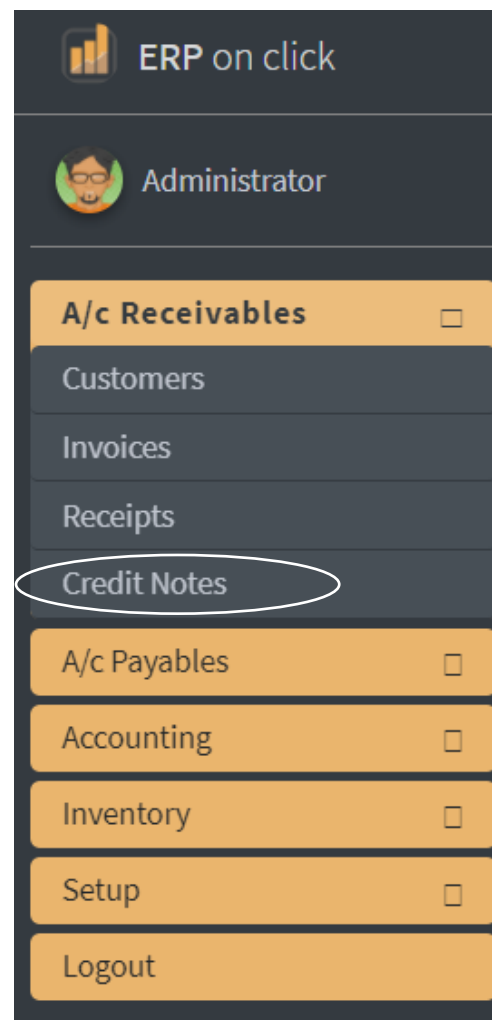 ERP on click
Administrator
A/c Receivables
Customers
Invoices
Receipts
Credit Notes
A/c Payables
Accounting
Inventory
Setup
Logout